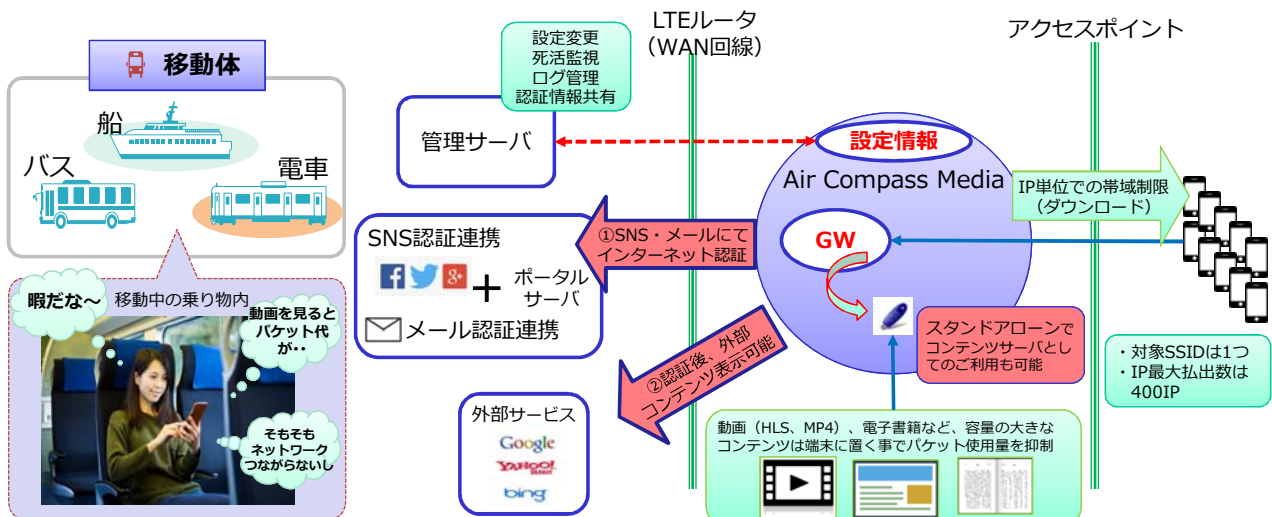 移動体
船
バス
電車
移動中の乗り物内
暇だな～
動画を見ると
パケット代
が・・
そもそも
ネットワーク
つながらないし
設定変更
死活監視
ログ管理
認証情報共有
管理サーバ
SNS認証連携
f
g+
+
ポータル
サーバ
メール認証連携
外部サービス
Google
YAHOO!
JAPAN
bing
LTEルータ
（WAN回線）
アクセスポイント
設定情報
Air Compass Media
GW
①SNS・メールにて
インターネット認証
②認証後、外部
コンテンツ表示可能
IP単位での帯域制限
（ダウンロード）
スタンドアローンで
コンテンツサーバとし
てのご利用も可能
・対象SSIDは1つ
・IP最大払出数は
400IP
動画（HLS、MP4）、電子書籍など、容量の大きな
コンテンツは端末に置く事でパケット使用量を抑制